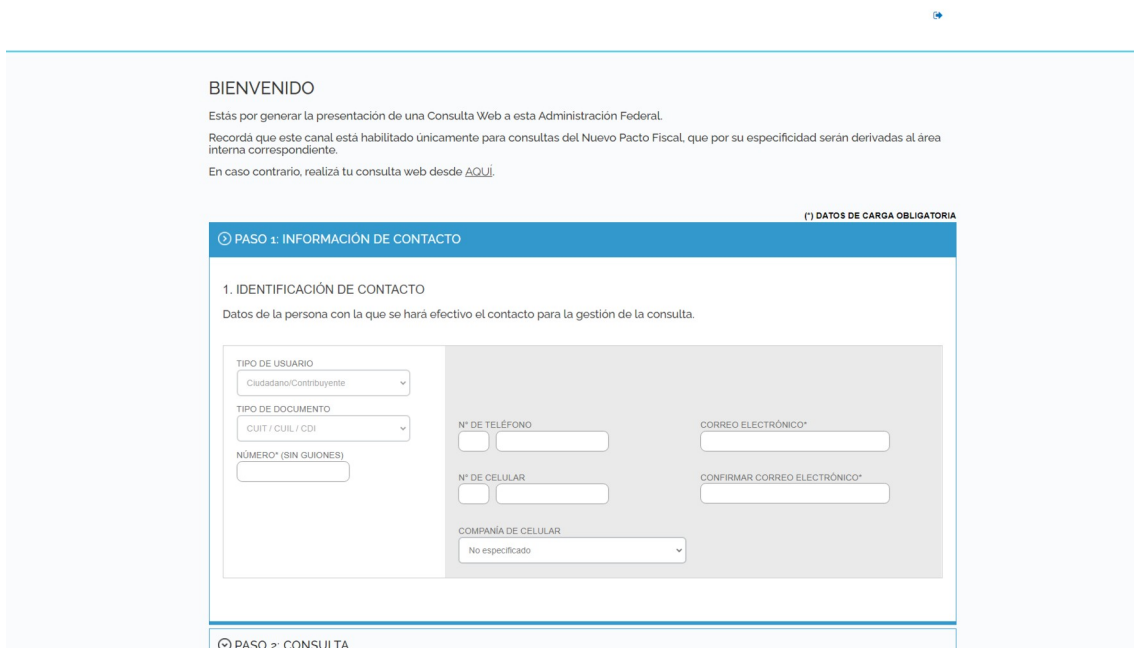 BIENVENIDO
Estás por generar la presentación de una Consulta Web a esta Administración Federal.
Recordá que este canal está habilitado únicamente para consultas del Nuevo Pacto Fiscal, que por su especificidad serán derivadas al área
interna correspondiente.
En caso contrario, realizá tu consulta web desde AQUÍ.
(*) DATOS DE CARGA OBLIGATORIA
PASO 1: INFORMACIÓN DE CONTACTO
1. IDENTIFICACIÓN DE CONTACTO
Datos de la persona con la que se hará efectivo el contacto para la gestión de la consulta.
TIPO DE USUARIO
Ciudadano/Contribuyente
TIPO DE DOCUMENTO
CUIT / CUIL / CDI
NÚMERO* (SIN GUIONES)
N° DE TELÉFONO
CORREO ELECTRÓNICO*
N° DE CELULAR
CONFIRMAR CORREO ELECTRÓNICO*
COMPANÍA DE CELULAR
No especificado
PASO 2: CONSULTA